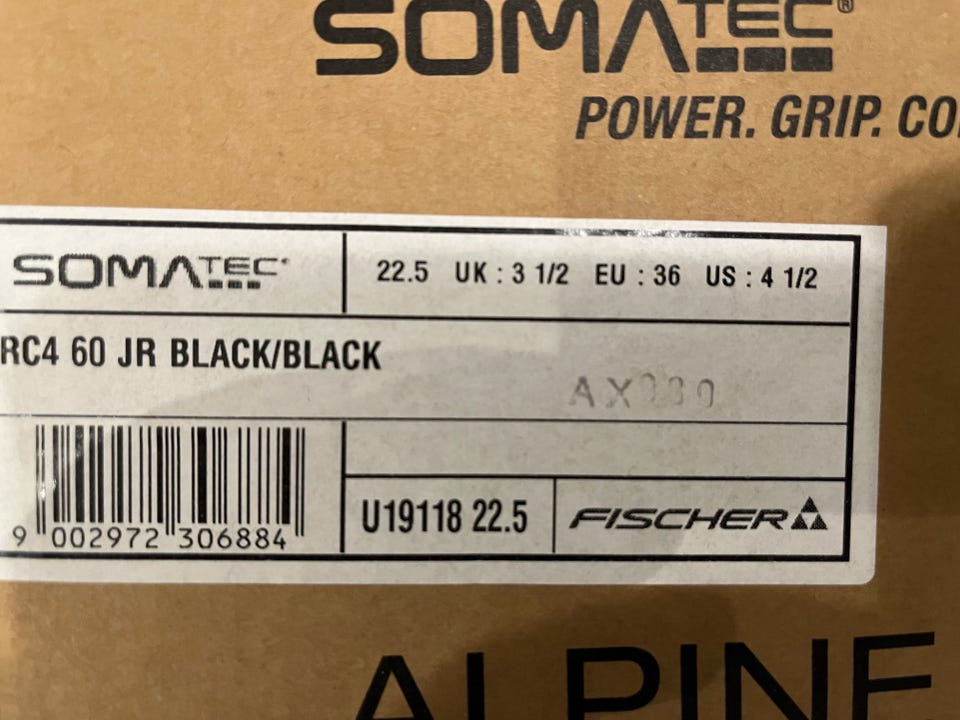 SOMATEC®
POWER. GRIP.
SOMATEC
22.5 UK : 3 1/2 EU : 36 US : 4 1/2
RC4 60 JR BLACK/BLACK
9 002972 306884
U19118 22.5
FISCHER
ALPINE